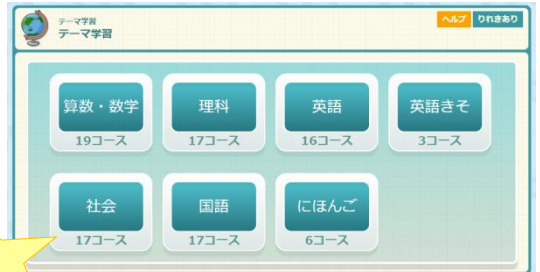 テーマ学習
テーマ学習
ヘルプ りれきあり
算数・数学 理科 英語 英語きそ
19コース 17コース 16コース 3コース
社会 国語 にほんご
17コース 17コース 6コース